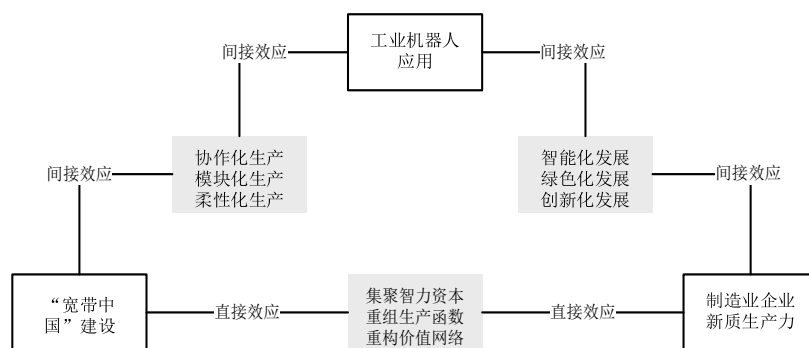 工业机器人
应用
间接效应
间接效应
协作化生产
模块化生产
柔性化生产
智能化发展
绿色化发展
创新化发展
间接效应
间接效应
“宽带中
国”建设
直接效应
集聚智力资本
重组生产函数
重构价值网络
直接效应
制造业企业
新质生产力